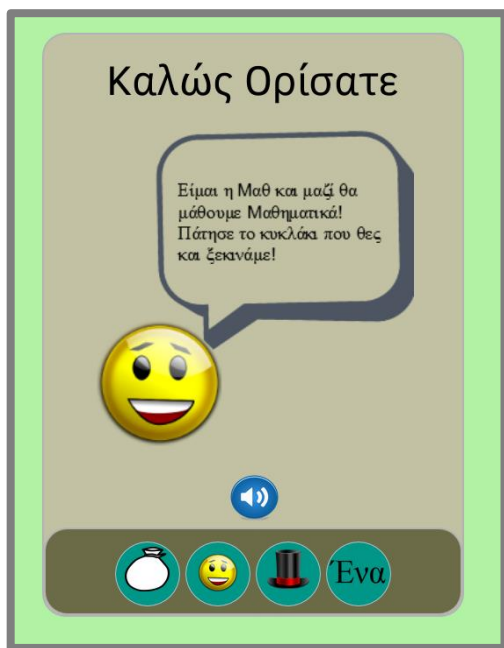 Καλώς Ορίσατε
Είμαι η Μαθ και μαζί θα
μάθουμε Μαθηματικά!
Πάτησε το κυκλάκι που θες
και ξεκινάμε!
Ένα